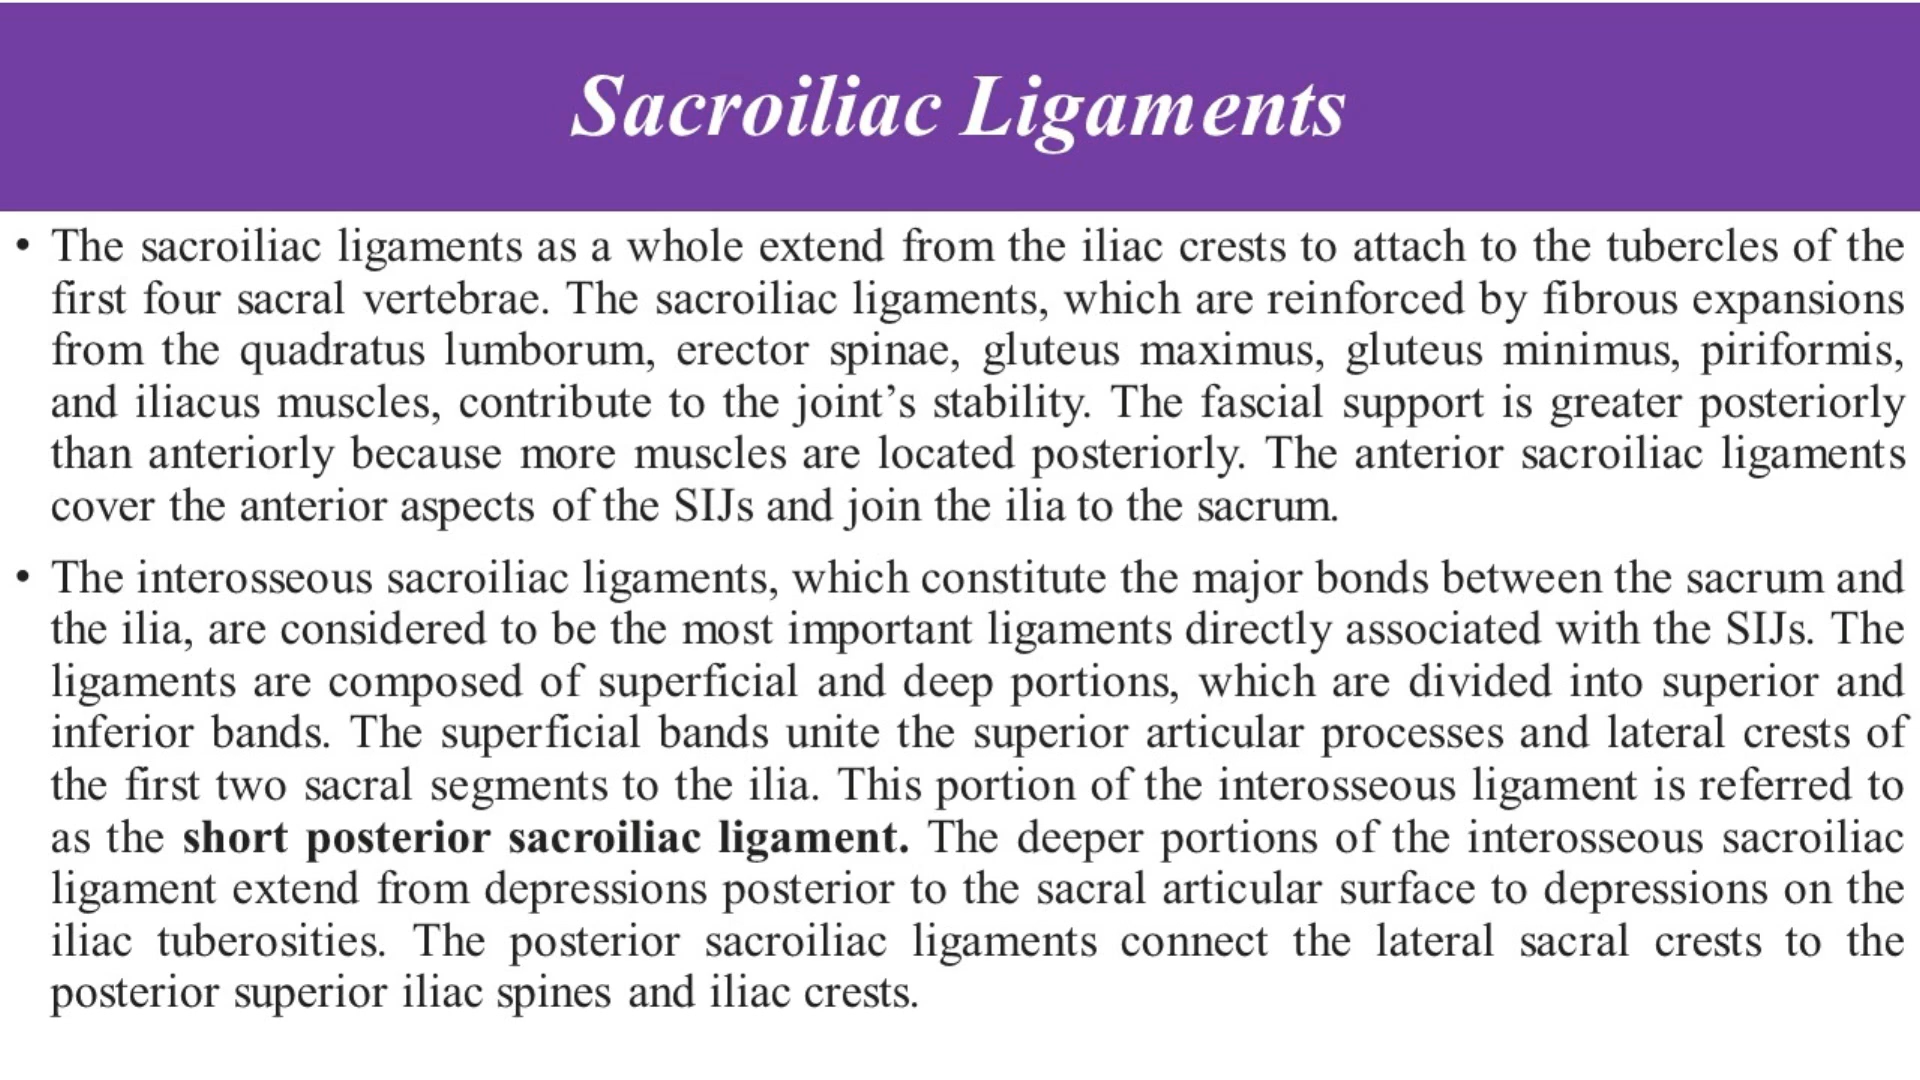 Sacroiliac Ligaments
• The sacroiliac ligaments as a whole extend from the iliac crests to attach to the tubercles of the
first four sacral vertebrae. The sacroiliac ligaments, which are reinforced by fibrous expansions
from the quadratus lumborum, erector spinae, gluteus maximus, gluteus minimus, piriformis,
and iliacus muscles, contribute to the joint’s stability. The fascial support is greater posteriorly
than anteriorly because more muscles are located posteriorly. The anterior sacroiliac ligaments
cover the anterior aspects of the SIJs and join the ilia to the sacrum.
• The interosseous sacroiliac ligaments, which constitute the major bonds between the sacrum and
the ilia, are considered to be the most important ligaments directly associated with the SIJs. The
ligaments are composed of superficial and deep portions, which are divided into superior and
inferior bands. The superficial bands unite the superior articular processes and lateral crests of
the first two sacral segments to the ilia. This portion of the interosseous ligament is referred to
as the short posterior sacroiliac ligament. The deeper portions of the interosseous sacroiliac
ligament extend from depressions posterior to the sacral articular surface to depressions on the
iliac tuberosities. The posterior sacroiliac ligaments connect the lateral sacral crests to the
posterior superior iliac spines and iliac crests.